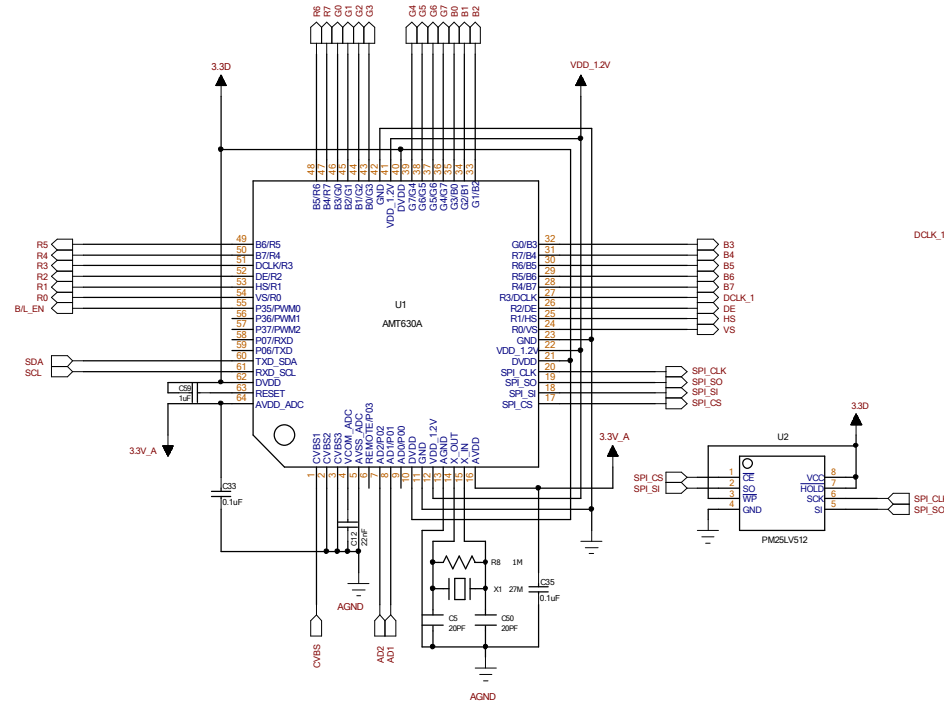 R6 R7 G0 G1 G2 G3 G4 G5 G6 G7 B0 B1 B2
3.3D
VDD_1.2V
48 47 46 45 44 43 42 41 40 39 38 37 36 35 34 33
B5/R6 B4/R7 B3/G0 B2/G1 B1/G2 B0/G3 GND VDD_1.2V DVDD G7/G4 G6/G5 G5/G6 G4/G7 G3/B0 G2/B1 G1/B2
R5 49 B6/R5
R4 50 B7/R4
R3 51 DCLK/R3
R2 52 DE/R2
R1 53 HS/R1
R0 54 VS/R0
B/L_EN 55 P35/PWM0
56 P36/PWM1
57 P37/PWM2
58 P07/RXD
59 P06/TXD
SDA 60 TXD_SDA
SCL 61 RXD_SCL
62 DVDD
63 RESET
64 AVDD_ADC
U1
AMT630A
G0/B3 32 B3
R7/B4 31 B4
R6/B5 30 B5
R5/B6 29 B6
R4/B7 28 B7
R3/DCLK 27 DCLK_1
R2/DE 26 DE
R1/HS 25 HS
R0/VS 24 VS
GND 23
VDD_1.2V 22
DVDD 21
SPI_CLK 20 SPI_CLK
SPI_SO 19 SPI_SO
SPI_SI 18 SPI_SI
SPI_CS 17 SPI_CS
DCLK_1
C59
1uF
3.3V_A
C33
0.1uF
CVBS1 CVBS2 CVBS3 VCOM_ADC AVSS_ADC REMOTE/P03 AD2/P02 AD1/P01 AD0/P00 DVDD GND VDD_1.2V AGND X_OUT X_IN AVDD
1 2 3 4 5 6 7 8 9 10 11 12 13 14 15 16
C12
22nF
AGND
CVBS
AD2
AD1
R8 1M
X1 27M
C5
20PF
C50
20PF
C35
0.1uF
AGND
3.3V_A
3.3D
U2
SPI_CS 1 CE
SPI_SI 2 SO
3 WP
4 GND
VCC 8
HOLD 7
SCK 6 SPI_CLK
SI 5 SPI_SO
PM25LV512